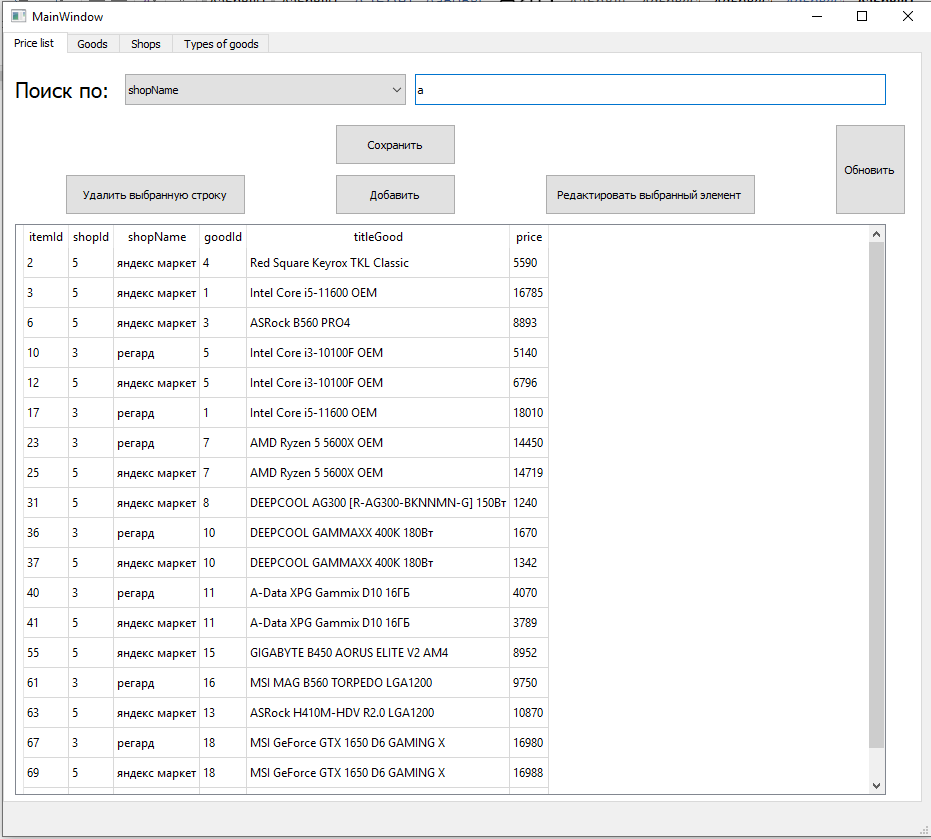 MainWindow
Price list Goods Shops Types of goods
Поиск по: shopName а
Сохранить
Обновить
Удалить выбранную строку Добавить Редактировать выбранный элемент
itemId shopId shopName goodId titleGood price
2 5 яндекс маркет 4 Red Square Keyrox TKL Classic 5590
3 5 яндекс маркет 1 Intel Core i5-11600 OEM 16785
6 5 яндекс маркет 3 ASRock B560 PRO4 8893
10 3 регард 5 Intel Core i3-10100F OEM 5140
12 5 яндекс маркет 5 Intel Core i3-10100F OEM 6796
17 3 регард 1 Intel Core i5-11600 OEM 18010
23 3 регард 7 AMD Ryzen 5 5600X OEM 14450
25 5 яндекс маркет 7 AMD Ryzen 5 5600X OEM 14719
31 5 яндекс маркет 8 DEEPCOOL AG300 [R-AG300-BKNNMN-G] 150Вт 1240
36 3 регард 10 DEEPCOOL GAMMAXX 400K 180Вт 1670
37 5 яндекс маркет 10 DEEPCOOL GAMMAXX 400K 180Вт 1342
40 3 регард 11 A-Data XPG Gammix D10 16ГБ 4070
41 5 яндекс маркет 11 A-Data XPG Gammix D10 16ГБ 3789
55 5 яндекс маркет 15 GIGABYTE B450 AORUS ELITE V2 AM4 8952
61 3 регард 16 MSI MAG B560 TORPEDO LGA1200 9750
63 5 яндекс маркет 13 ASRock H410M-HDV R2.0 LGA1200 10870
67 3 регард 18 MSI GeForce GTX 1650 D6 GAMING X 16980
69 5 яндекс маркет 18 MSI GeForce GTX 1650 D6 GAMING X 16988